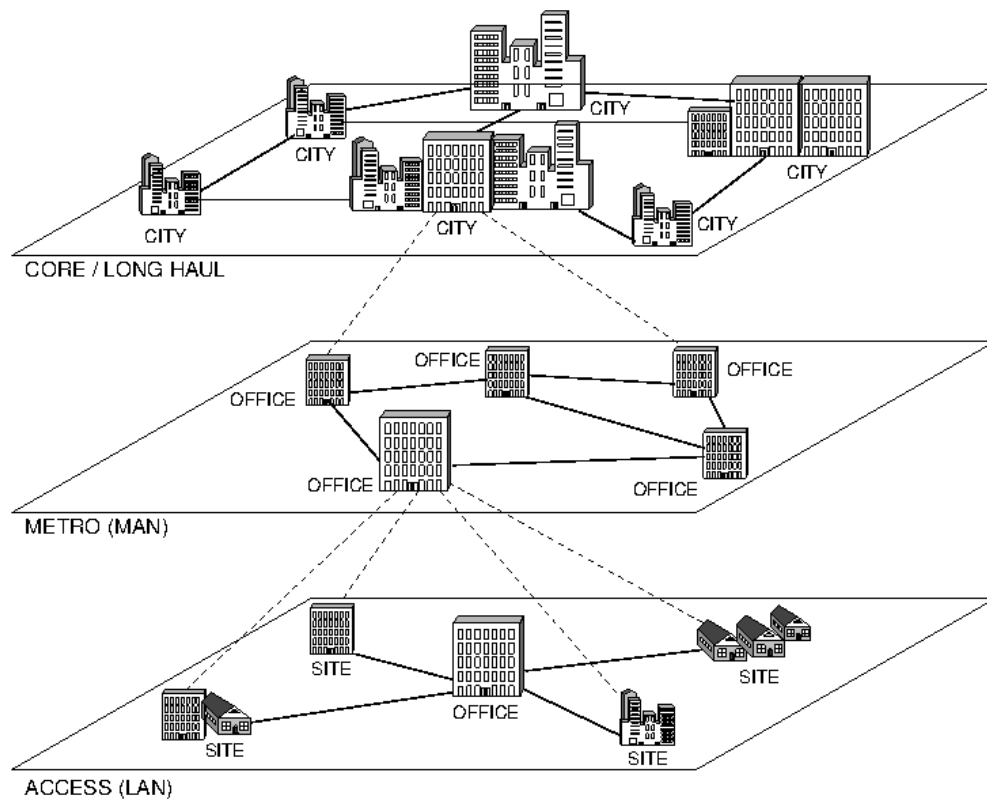 CITY
CITY
CITY
CITY
CITY
CITY
CORE / LONG HAUL
OFFICE
OFFICE
OFFICE
OFFICE
OFFICE
METRO (MAN)
SITE
SITE
OFFICE
SITE
SITE
ACCESS (LAN)